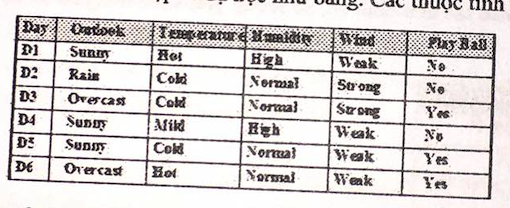 như bảng. Các thuộc tính
Day Outlook Temperature Humidity Wind Play Ball
D1 Sunny Hot High Weak No
D2 Rain Cold Normal Strong No
D3 Overcast Cold Normal Strong Yes
D4 Sunny Mild High Weak No
D5 Sunny Cold Normal Weak Yes
D6 Overcast Hot Normal Weak Yes